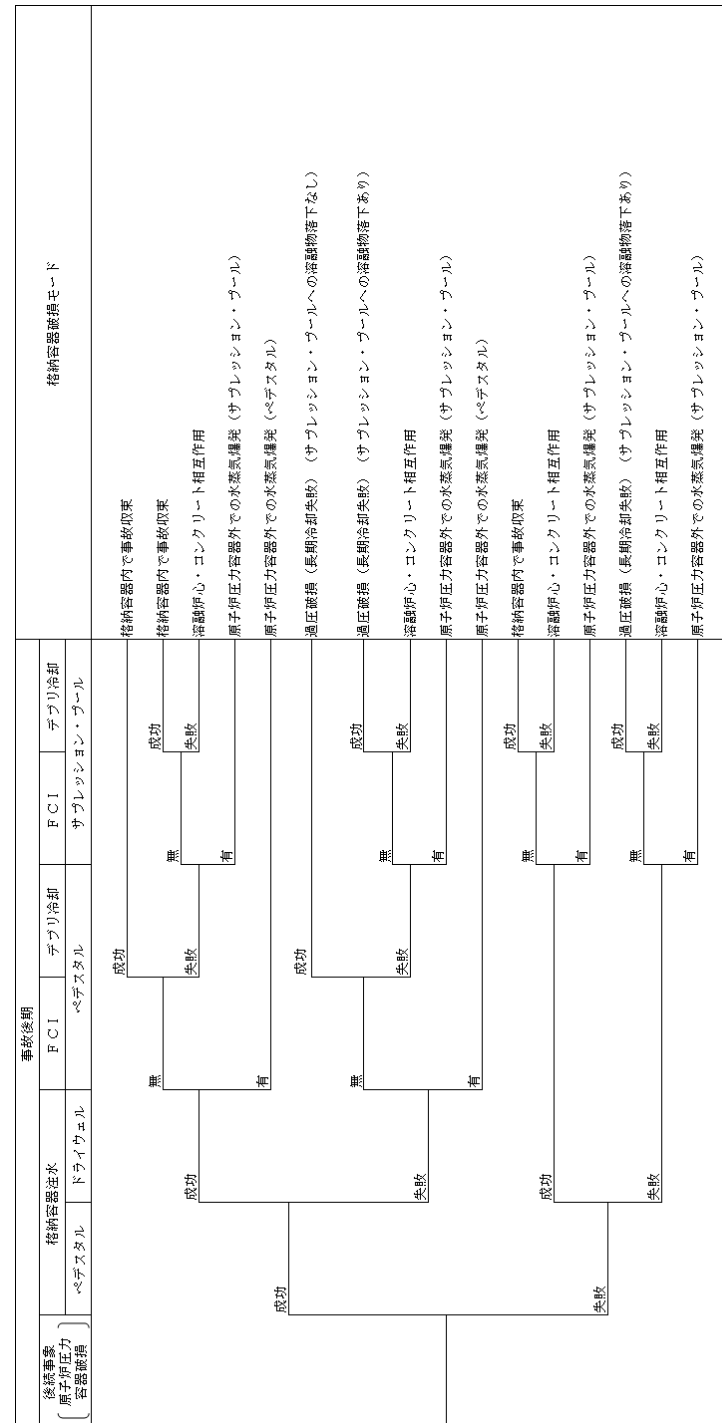 事故後期
後続事象
原子炉圧力
容器破損
格納容器注水
FCI
デブリ冷却
FCI
デブリ冷却
格納容器破損モード
ペデスタル
ドライウェル
ペデスタル
サプレッション・プール
成功
失敗
成功
失敗
成功
失敗
無
有
無
有
成功
失敗
成功
失敗
無
有
無
有
無
有
無
有
成功
失敗
成功
失敗
成功
失敗
成功
失敗
格納容器内で事故収束
格納容器内で事故収束
溶融炉心・コンクリート相互作用
原子炉圧力容器外での水蒸気爆発(サプレッション・プール)
原子炉圧力容器外での水蒸気爆発(ペデスタル)
過圧破損(長期冷却失敗)(サプレッション・プールへの溶融物落下なし)
過圧破損(長期冷却失敗)(サプレッション・プールへの溶融物落下あり)
溶融炉心・コンクリート相互作用
原子炉圧力容器外での水蒸気爆発(サプレッション・プール)
原子炉圧力容器外での水蒸気爆発(ペデスタル)
格納容器内で事故収束
溶融炉心・コンクリート相互作用
原子炉圧力容器外での水蒸気爆発(サプレッション・プール)
過圧破損(長期冷却失敗)(サプレッション・プールへの溶融物落下あり)
溶融炉心・コンクリート相互作用
原子炉圧力容器外での水蒸気爆発(サプレッション・プール)